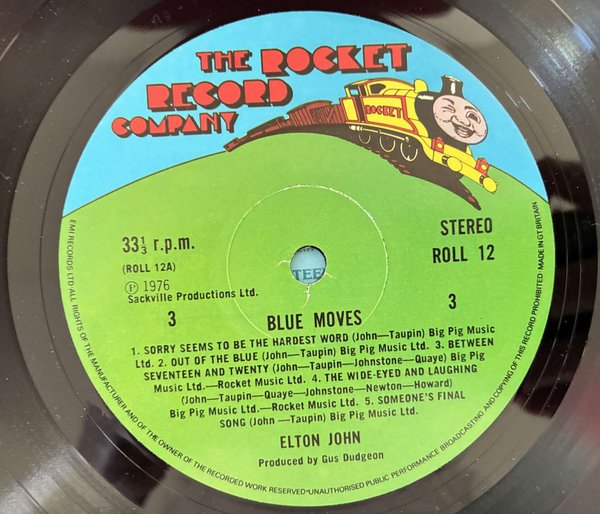 THE ROCKET
RECORD
COMPANY
ROCKET
33⅓ r.p.m.
STEREO
(ROLL 12A)
ROLL 12
℗ 1976
Sackville Productions Ltd.
TEE
3
3
BLUE MOVES
1. SORRY SEEMS TO BE THE HARDEST WORD (John—Taupin) Big Pig Music
Ltd. 2. OUT OF THE BLUE (John—Taupin) Big Pig Music Ltd. 3. BETWEEN
SEVENTEEN AND TWENTY (John—Taupin—Johnstone—Quaye) Big Pig
Music Ltd.—Rocket Music Ltd. 4. THE WIDE-EYED AND LAUGHING
(John—Taupin—Quaye—Johnstone—Newton—Howard)
Big Pig Music Ltd.—Rocket Music Ltd. 5. SOMEONE'S FINAL
SONG (John —Taupin) Big Pig Music Ltd.
ELTON JOHN
Produced by Gus Dudgeon
EMI RECORDS LTD·ALL RIGHTS OF THE MANUFACTURER AND OF THE OWNER OF THE RECORDED WORK RESERVED·UNAUTHORISED PUBLIC PERFORMANCE BROADCASTING AND COPYING OF THIS RECORD PROHIBITED·MADE IN GT BRITAIN